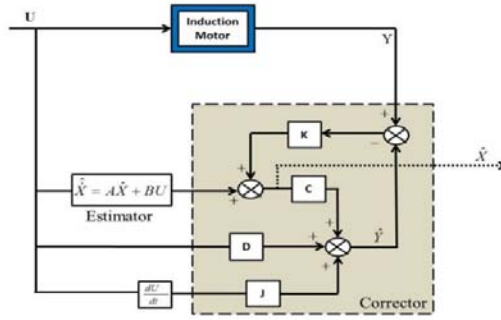 U
Induction
Motor
Y
+
−
K
+
X̂
Ẋ̂ = AX̂ + BU
+
C
Estimator
+
D
+
Ŷ
+
dU/dt
J
Corrector